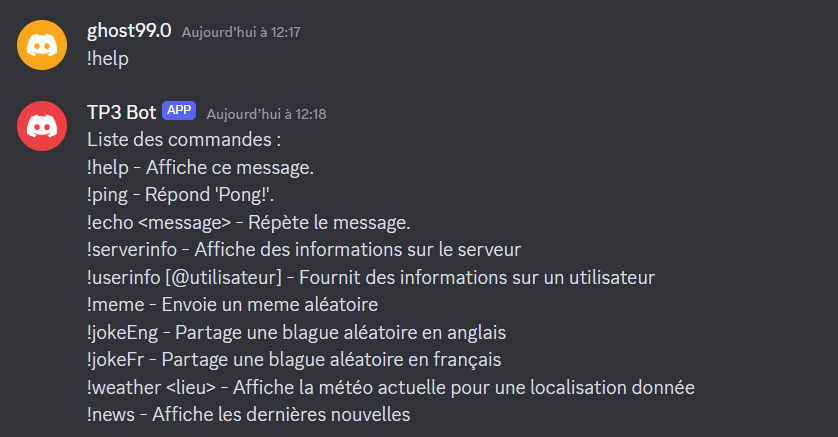 ghost99.0 Aujourd'hui à 12:17
!help
TP3 Bot APP Aujourd'hui à 12:18
Liste des commandes :
!help - Affiche ce message.
!ping - Répond 'Pong!'.
!echo <message> - Répète le message.
!serverinfo - Affiche des informations sur le serveur
!userinfo [@utilisateur] - Fournit des informations sur un utilisateur
!meme - Envoie un meme aléatoire
!jokeEng - Partage une blague aléatoire en anglais
!jokeFr - Partage une blague aléatoire en français
!weather <lieu> - Affiche la météo actuelle pour une localisation donnée
!news - Affiche les dernières nouvelles